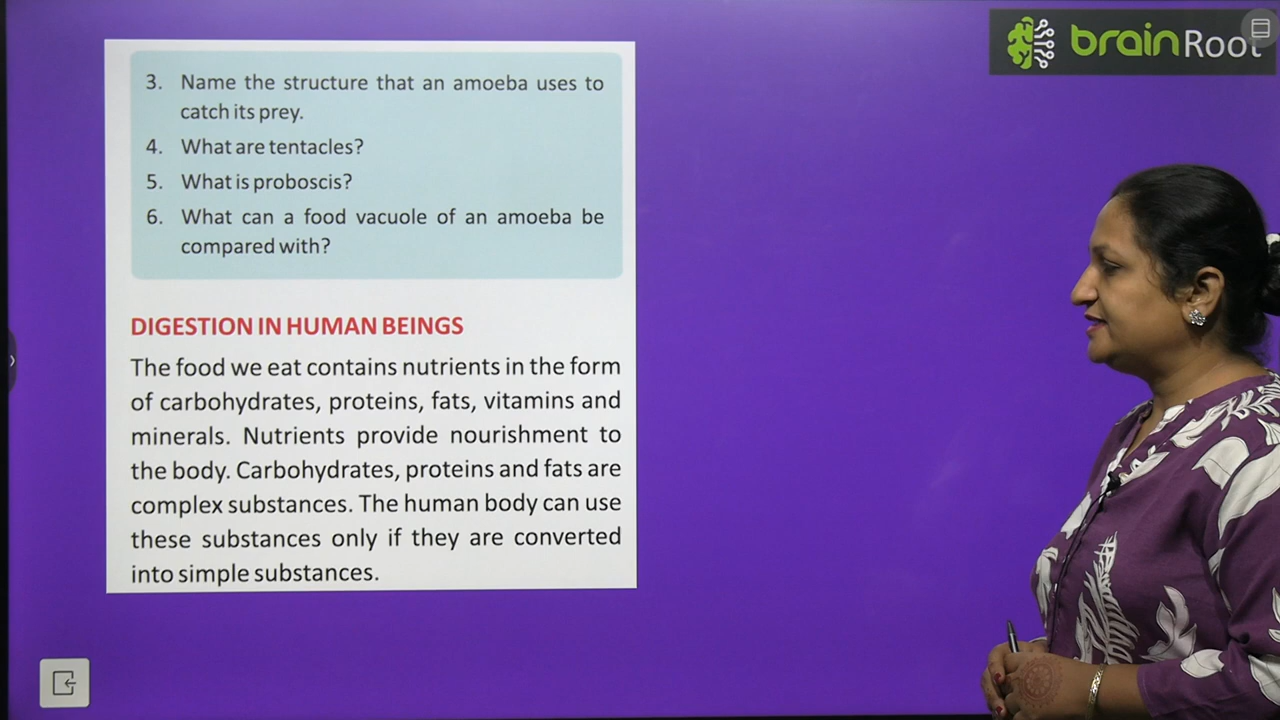 brainRoot
3. Name the structure that an amoeba uses to
catch its prey.
4. What are tentacles?
5. What is proboscis?
6. What can a food vacuole of an amoeba be
compared with?
DIGESTION IN HUMAN BEINGS
The food we eat contains nutrients in the form
of carbohydrates, proteins, fats, vitamins and
minerals. Nutrients provide nourishment to
the body. Carbohydrates, proteins and fats are
complex substances. The human body can use
these substances only if they are converted
into simple substances.